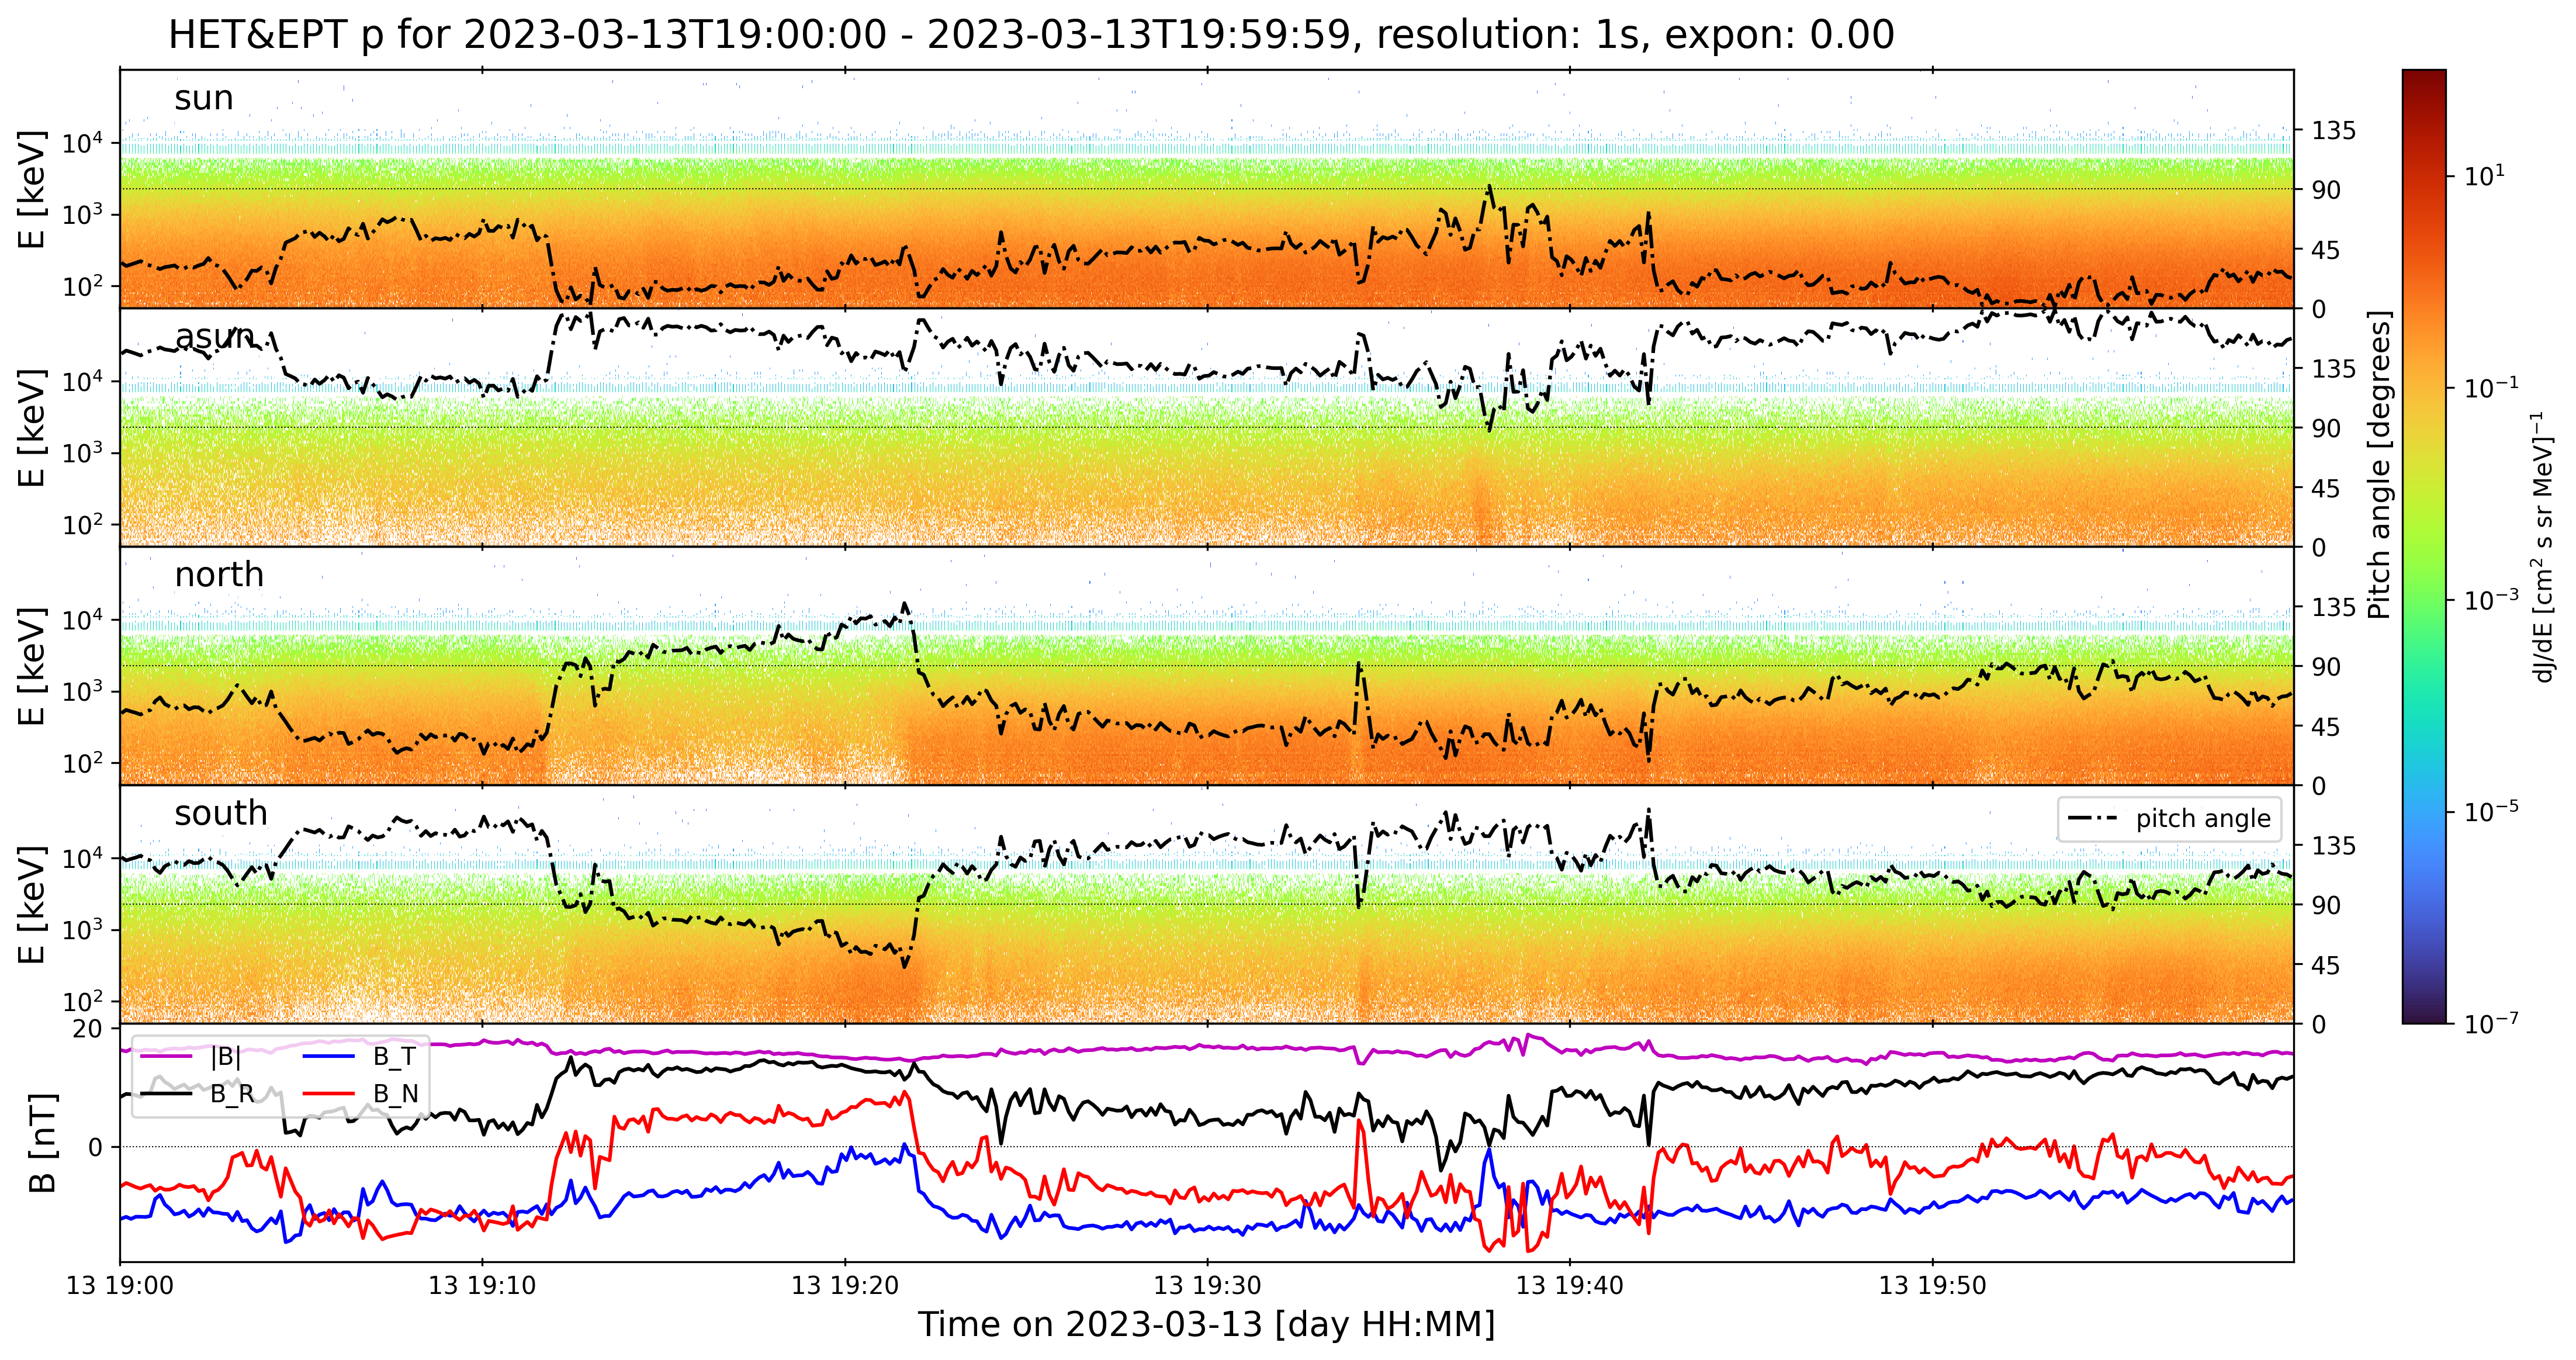 HET&EPT p for 2023-03-13T19:00:00 - 2023-03-13T19:59:59, resolution: 1s, expon: 0.00
sun
E [keV]
10⁴
10³
10²
135
90
45
0
asun
E [keV]
10⁴
10³
10²
135
90
45
0
north
E [keV]
10⁴
10³
10²
135
90
45
0
south
E [keV]
10⁴
10³
10²
135
90
45
0
pitch angle
Pitch angle [degrees]
10¹
10⁻¹
10⁻³
10⁻⁵
10⁻⁷
dJ/dE [cm² s sr MeV]⁻¹
B [nT]
20
0
|B|
B_R
B_T
B_N
13 19:00
13 19:10
13 19:20
13 19:30
13 19:40
13 19:50
Time on 2023-03-13 [day HH:MM]